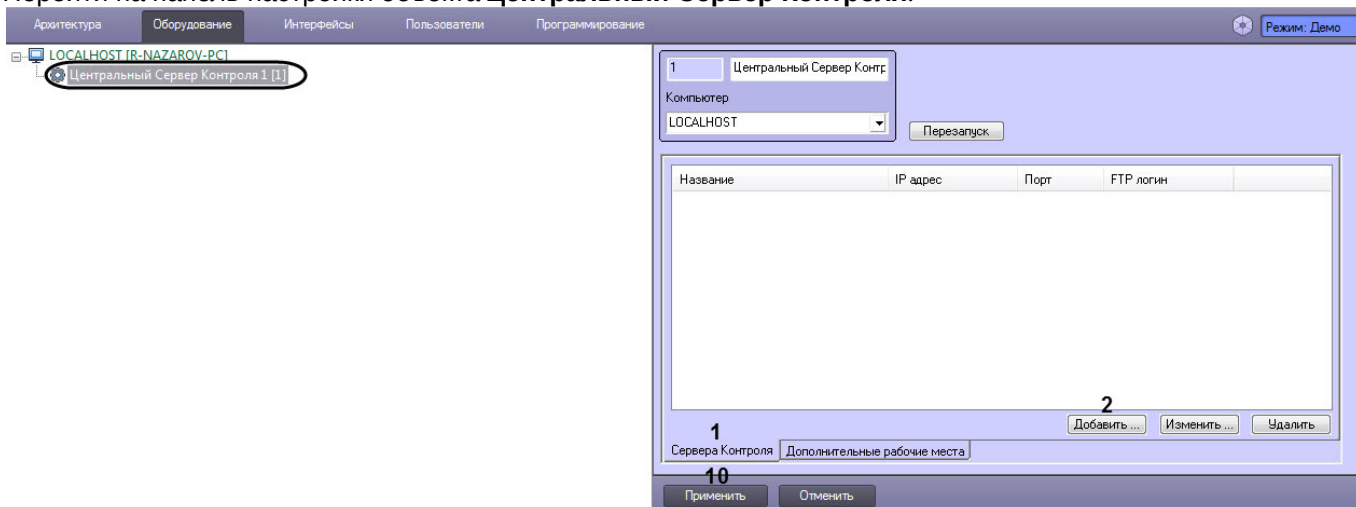 Перейти на панель настройки объекта Центральный Сервер Контроля.
Архитектура Оборудование Интерфейсы Пользователи Программирование Режим: Демо
LOCALHOST [R-NAZAROV-PC]
Центральный Сервер Контроля 1 [1]
1 Центральный Сервер Контр
Компьютер
LOCALHOST
Перезапуск
Название IP адрес Порт FTP логин
2
Добавить ... Изменить ... Удалить
1
Сервера Контроля Дополнительные рабочие места
10
Применить Отменить